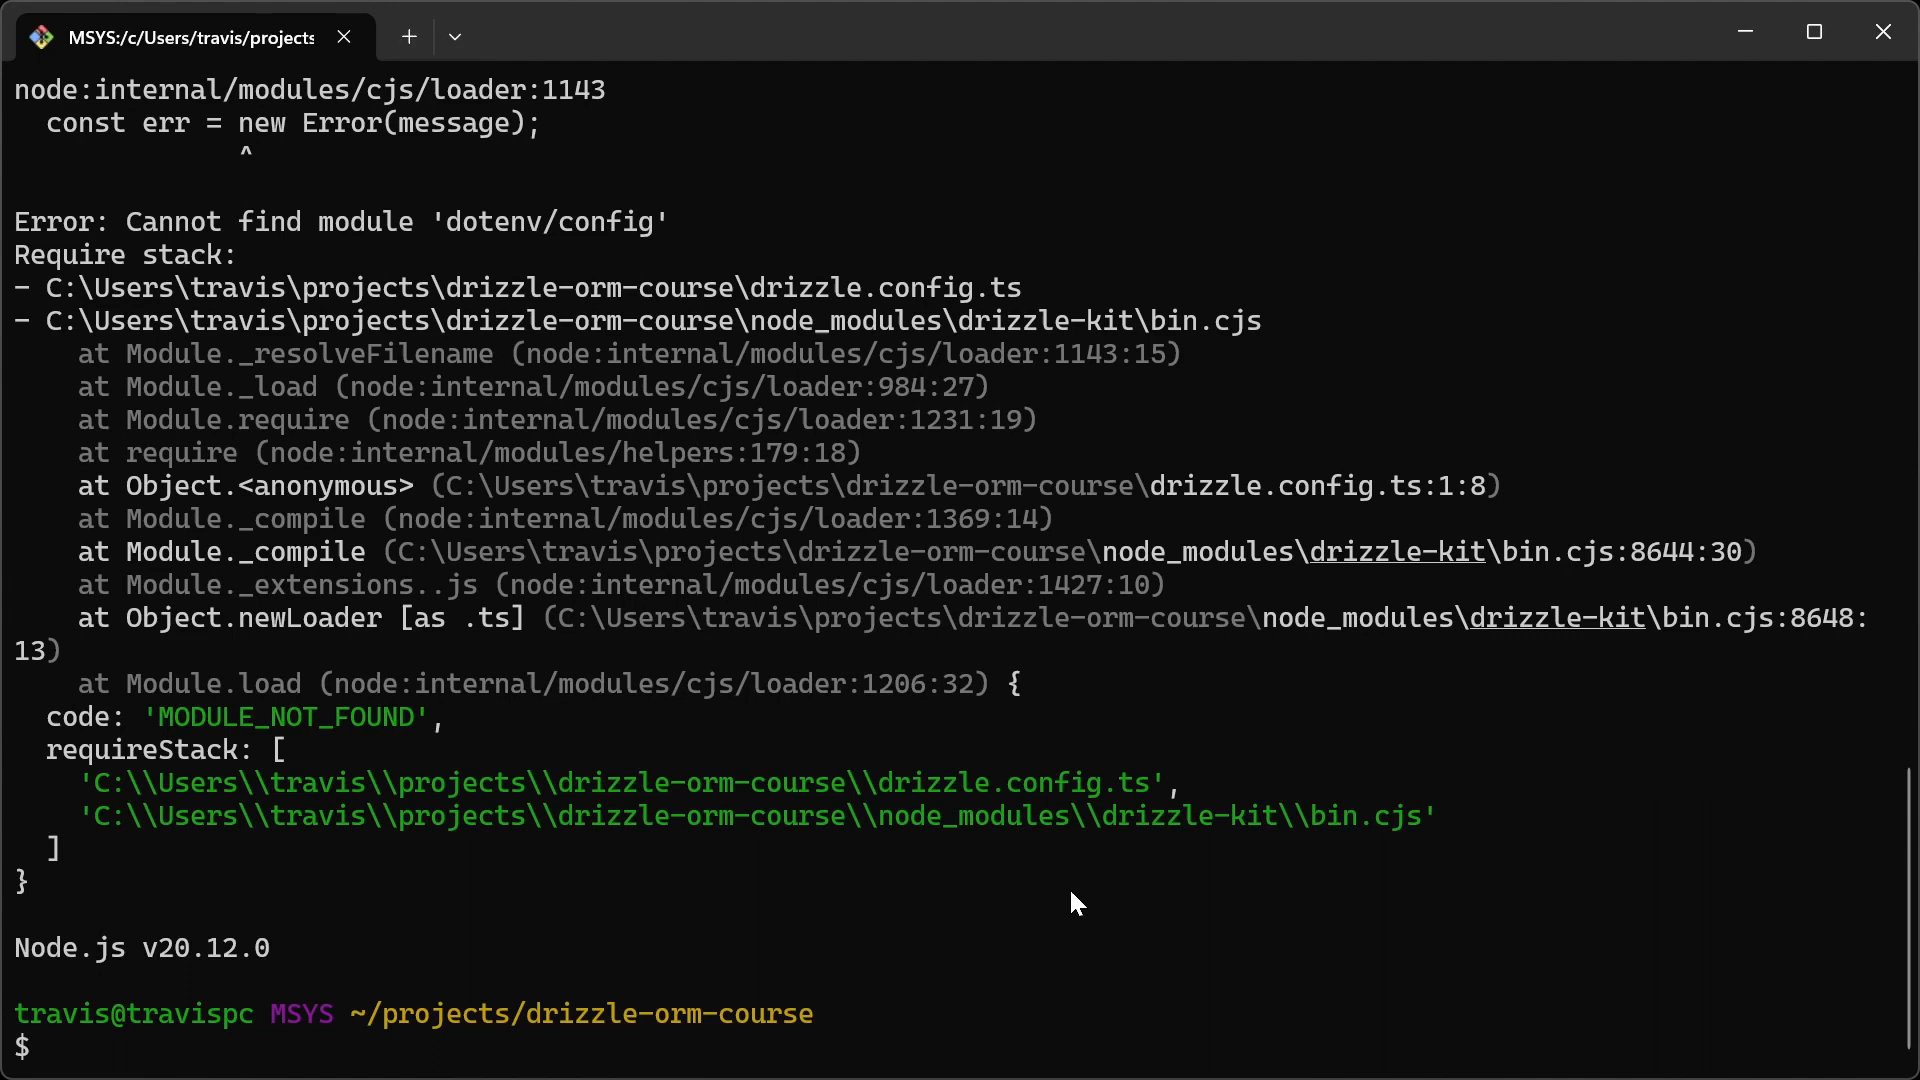 MSYS:/c/Users/travis/projects
node:internal/modules/cjs/loader:1143
  const err = new Error(message);
              ^
Error: Cannot find module 'dotenv/config'
Require stack:
- C:\Users\travis\projects\drizzle-orm-course\drizzle.config.ts
- C:\Users\travis\projects\drizzle-orm-course\node_modules\drizzle-kit\bin.cjs
    at Module._resolveFilename (node:internal/modules/cjs/loader:1143:15)
    at Module._load (node:internal/modules/cjs/loader:984:27)
    at Module.require (node:internal/modules/cjs/loader:1231:19)
    at require (node:internal/modules/helpers:179:18)
    at Object.<anonymous> (C:\Users\travis\projects\drizzle-orm-course\drizzle.config.ts:1:8)
    at Module._compile (node:internal/modules/cjs/loader:1369:14)
    at Module._compile (C:\Users\travis\projects\drizzle-orm-course\node_modules\drizzle-kit\bin.cjs:8644:30)
    at Module._extensions..js (node:internal/modules/cjs/loader:1427:10)
    at Object.newLoader [as .ts] (C:\Users\travis\projects\drizzle-orm-course\node_modules\drizzle-kit\bin.cjs:8648:
13)
    at Module.load (node:internal/modules/cjs/loader:1206:32) {
  code: 'MODULE_NOT_FOUND',
  requireStack: [
    'C:\\Users\\travis\\projects\\drizzle-orm-course\\drizzle.config.ts',
    'C:\\Users\\travis\\projects\\drizzle-orm-course\\node_modules\\drizzle-kit\\bin.cjs'
  ]
}
Node.js v20.12.0
travis@travispc MSYS ~/projects/drizzle-orm-course
$